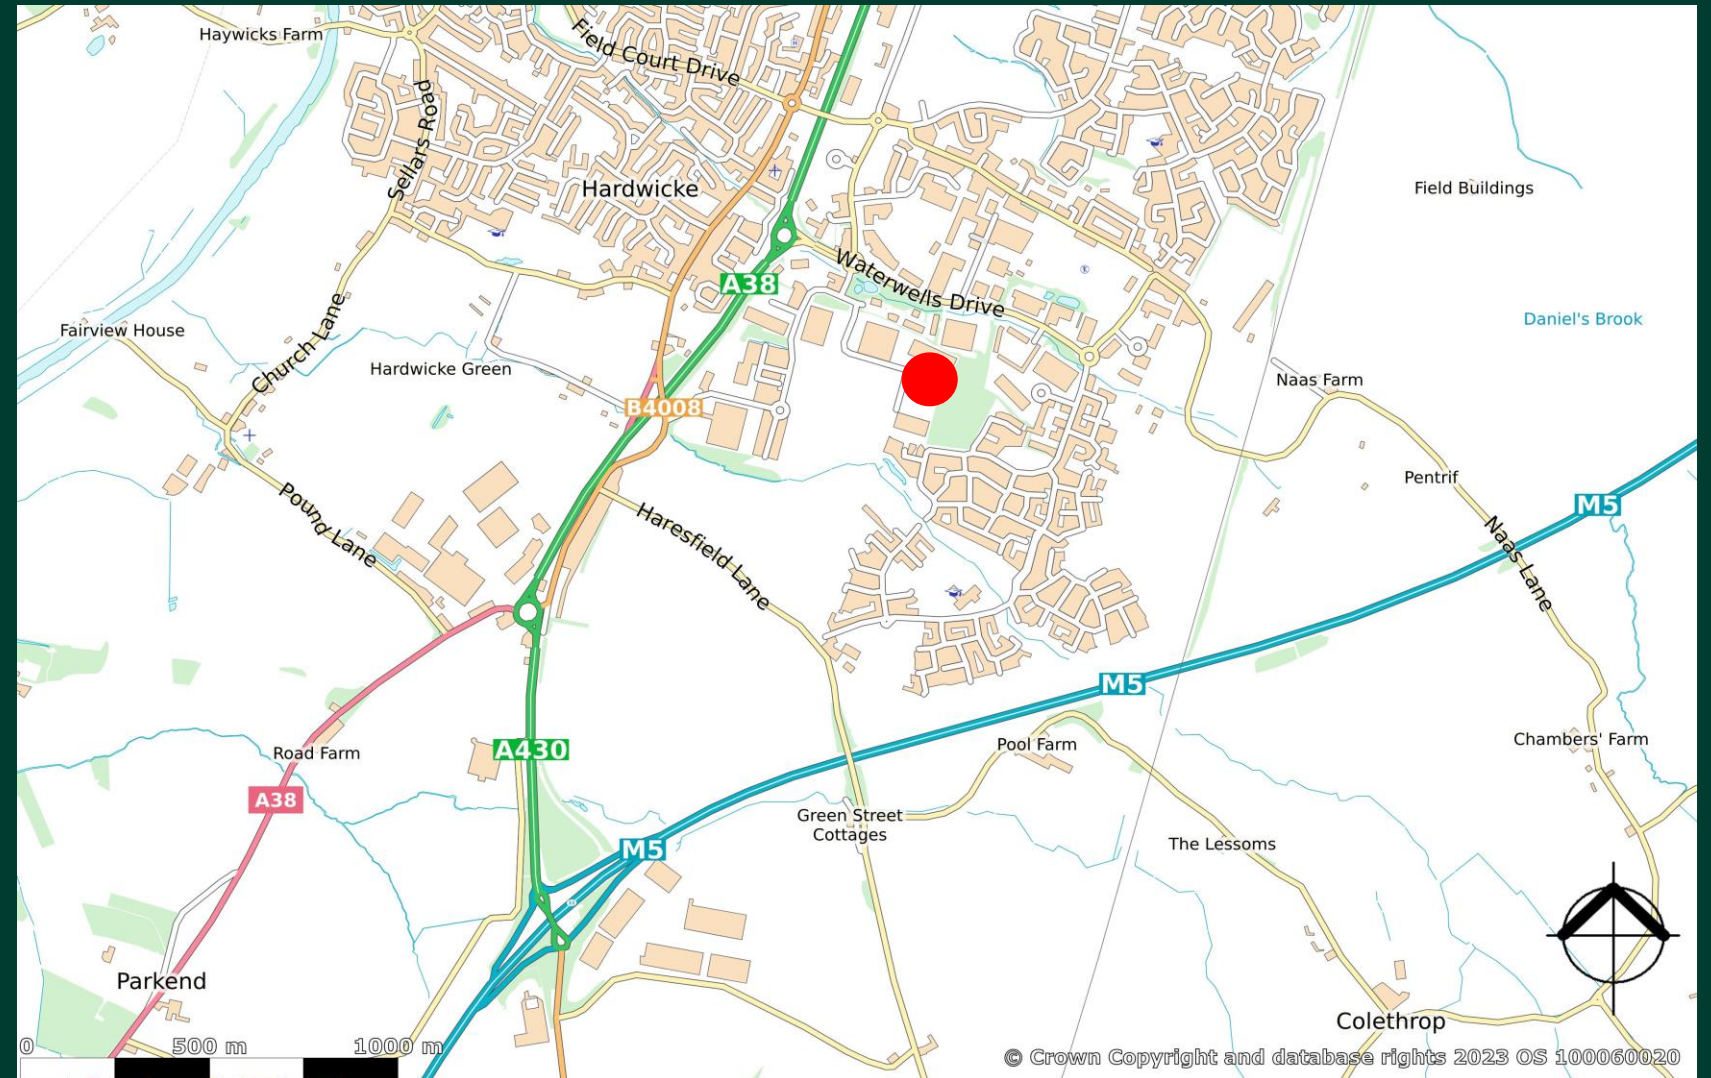 Haywicks Farm
Field Court Drive
Sellars Road
Hardwicke
Field Buildings
A38
Waterwells Drive
Daniel's Brook
Fairview House
Church Lane
Hardwicke Green
Naas Farm
B4008
Pentrif
M5
Pound Lane
Haresfield Lane
Naas Lane
M5
Road Farm
A430
Pool Farm
Chambers' Farm
A38
Green Street
Cottages
The Lessoms
M5
Parkend
Colethrop
0 500 m 1000 m
© Crown Copyright and database rights 2023 OS 100060020